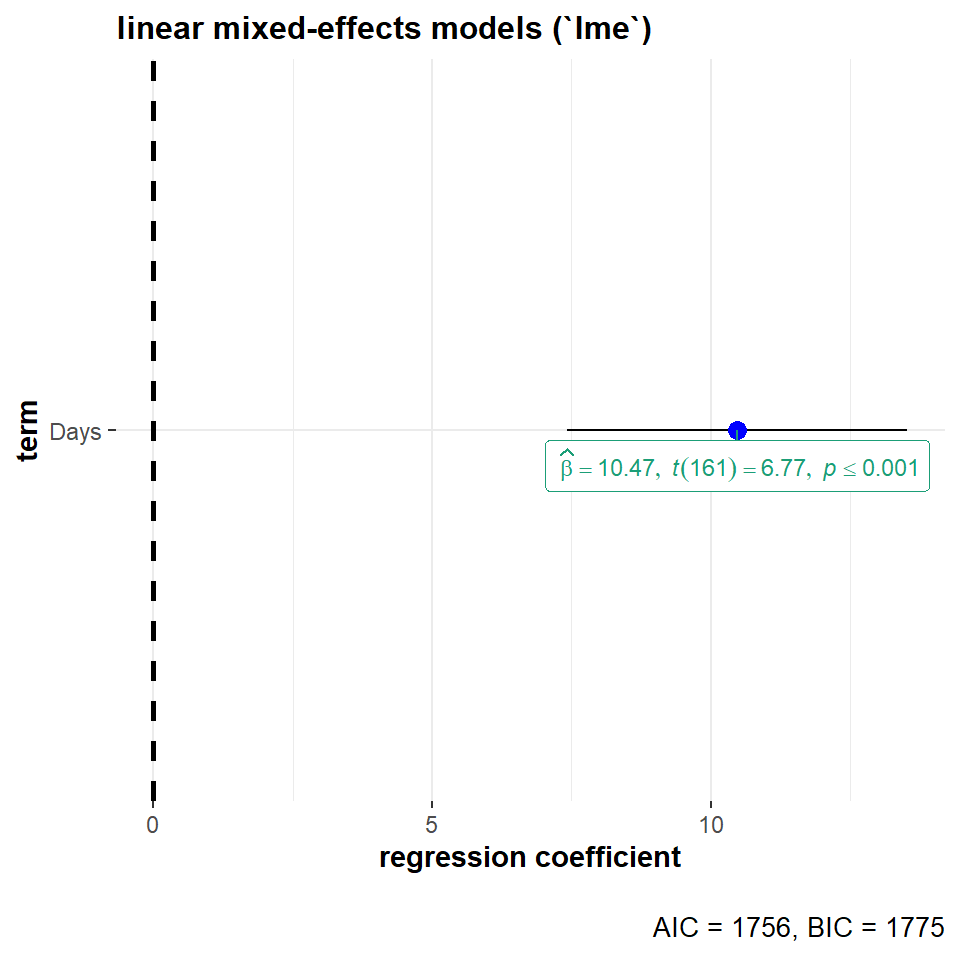 linear mixed-effects models (`lme`)
term
Days
β̂ = 10.47, t(161) = 6.77, p ≤ 0.001
0 5 10
regression coefficient
AIC = 1756, BIC = 1775